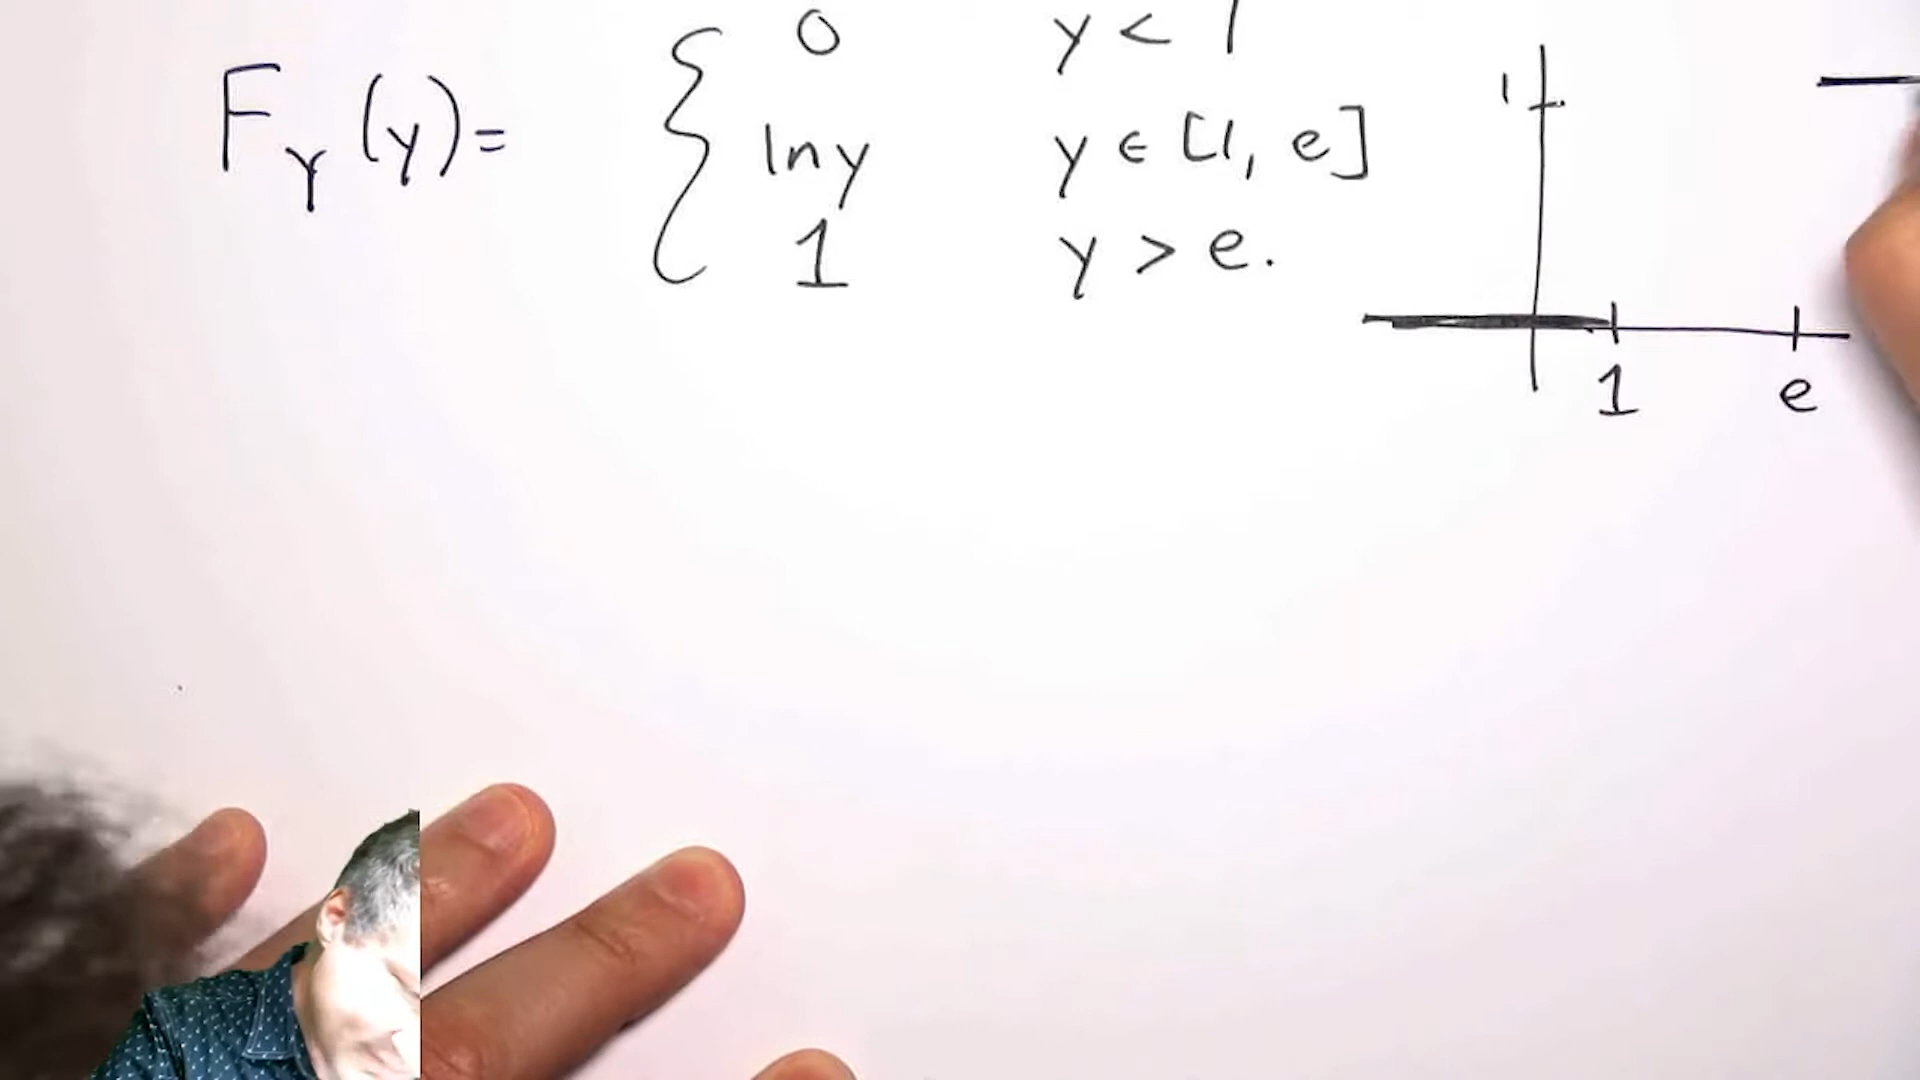 0 y < 1
F_Y (y) = { ln y y ∈ [1, e]
1 y > e.
1
1 e